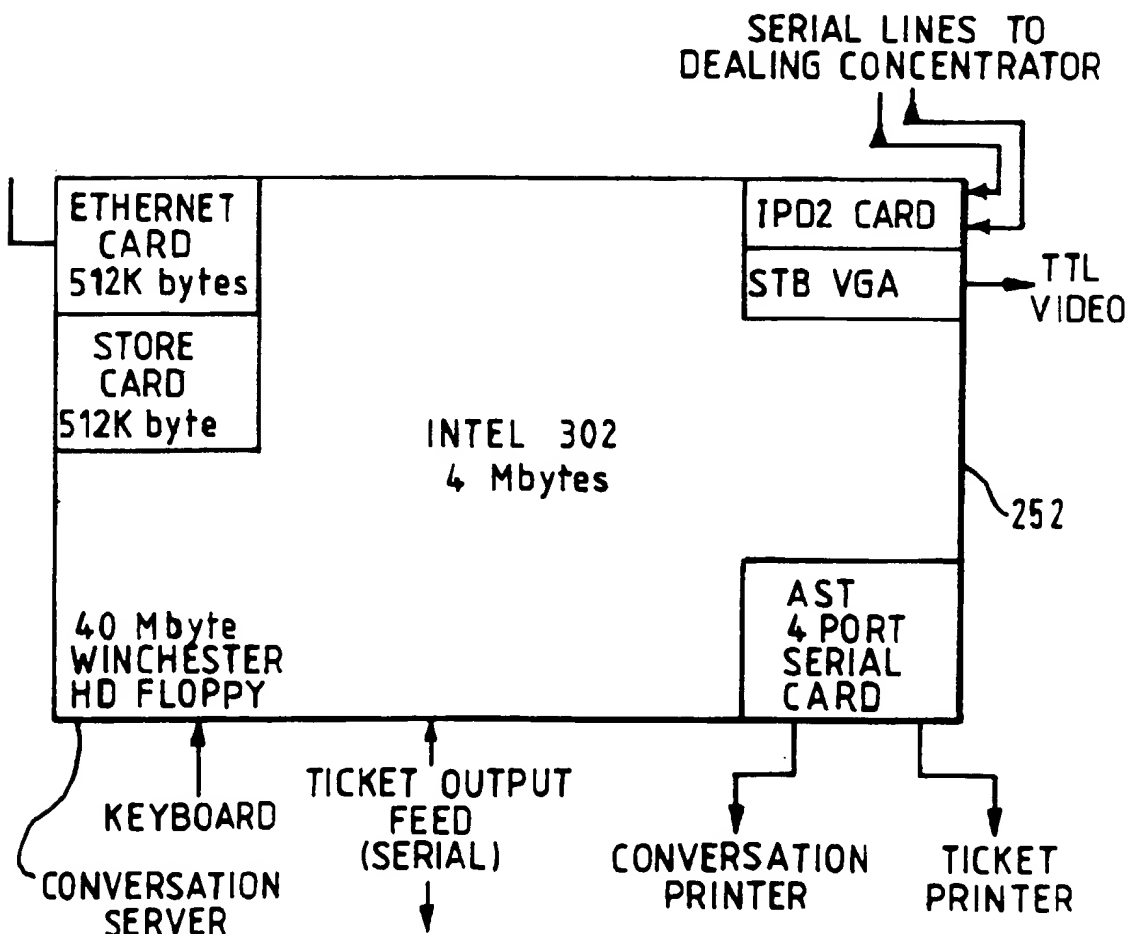 SERIAL LINES TO
DEALING CONCENTRATOR
ETHERNET
CARD
512K bytes
STORE
CARD
512K byte
IPD2 CARD
STB VGA
TTL
VIDEO
INTEL 302
4 Mbytes
252
40 Mbyte
WINCHESTER
HD FLOPPY
AST
4 PORT
SERIAL
CARD
KEYBOARD
TICKET OUTPUT
FEED
(SERIAL)
CONVERSATION
SERVER
CONVERSATION
PRINTER
TICKET
PRINTER